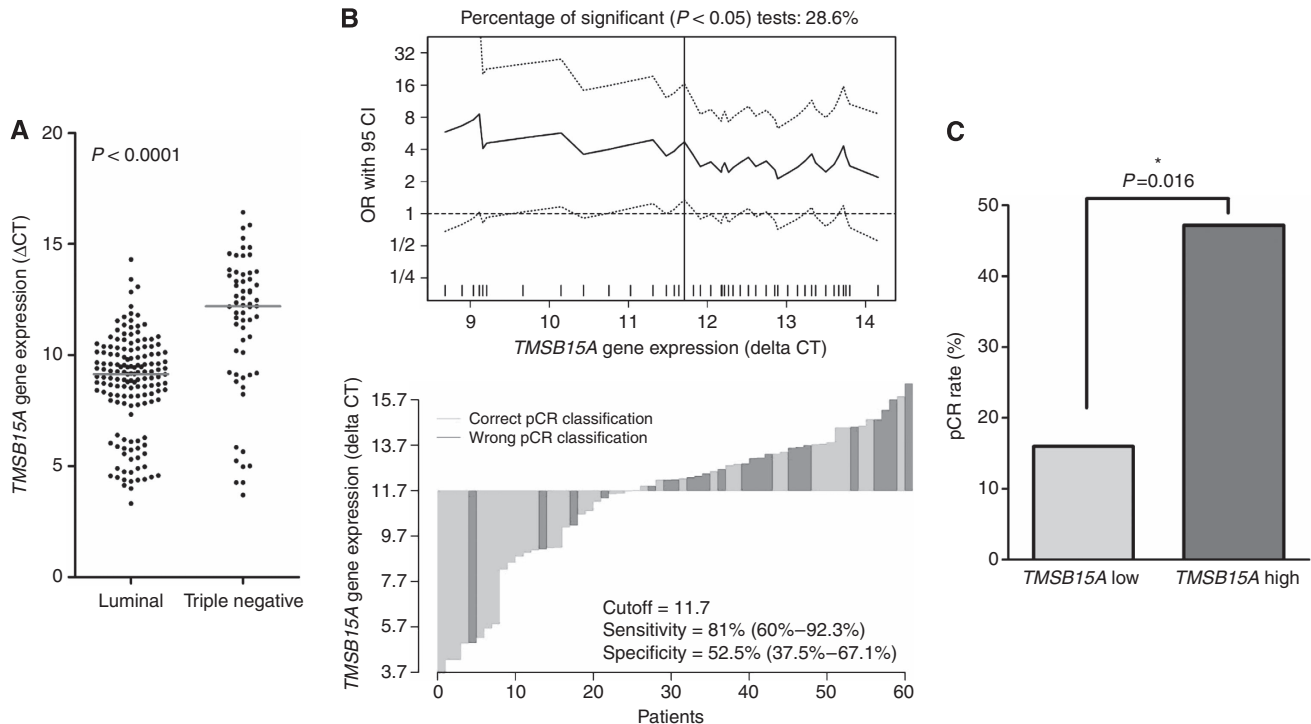 A
TMSB15A gene expression (ΔCT)
20
15
10
5
0
P < 0.0001
Luminal
Triple negative
B
Percentage of significant (P < 0.05) tests: 28.6%
OR with 95 CI
32
16
8
4
2
1
1/2
1/4
9 10 11 12 13 14
TMSB15A gene expression (delta CT)
TMSB15A gene expression (delta CT)
15.7
13.7
11.7
9.7
7.7
5.7
3.7
Correct pCR classification
Wrong pCR classification
Cutoff = 11.7
Sensitivity = 81% (60%–92.3%)
Specificity = 52.5% (37.5%–67.1%)
0 10 20 30 40 50 60
Patients
C
*
P=0.016
pCR rate (%)
50
40
30
20
10
0
TMSB15A low
TMSB15A high